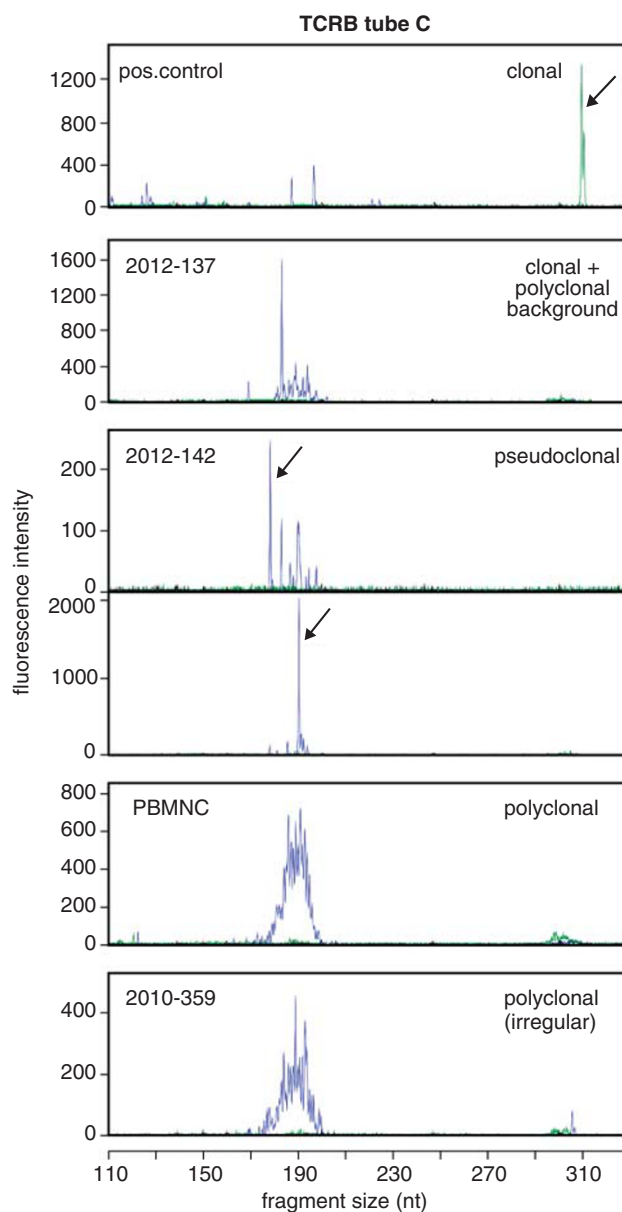 TCRB tube C
pos.control
clonal
1200
800
400
0
2012-137
clonal +
polyclonal
background
1600
1200
800
400
0
2012-142
pseudoclonal
200
100
0
2000
1000
0
fluorescence intensity
PBMNC
polyclonal
800
600
400
200
0
2010-359
polyclonal
(irregular)
400
200
0
110 150 190 230 270 310
fragment size (nt)